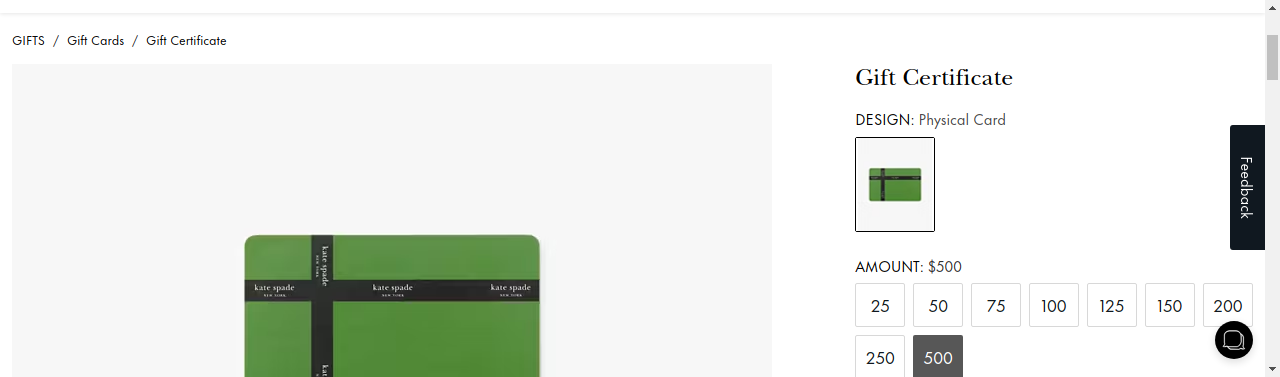 GIFTS / Gift Cards / Gift Certificate
Gift Certificate
DESIGN: Physical Card
Feedback
kate spade
NEW YORK
kate spade
NEW YORK
kate spade
NEW YORK
kate spade
NEW YORK
kate
AMOUNT: $500
25 50 75 100 125 150 200
250 500